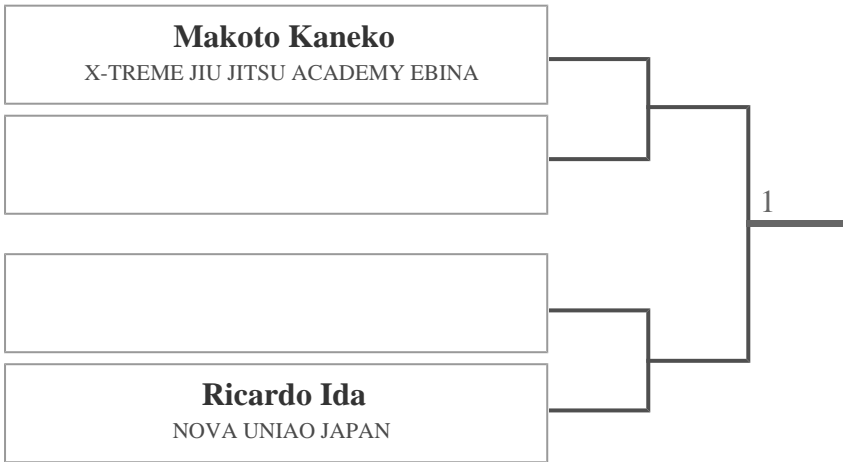 Makoto Kaneko
X-TREME JIU JITSU ACADEMY EBINA
1
Ricardo Ida
NOVA UNIAO JAPAN